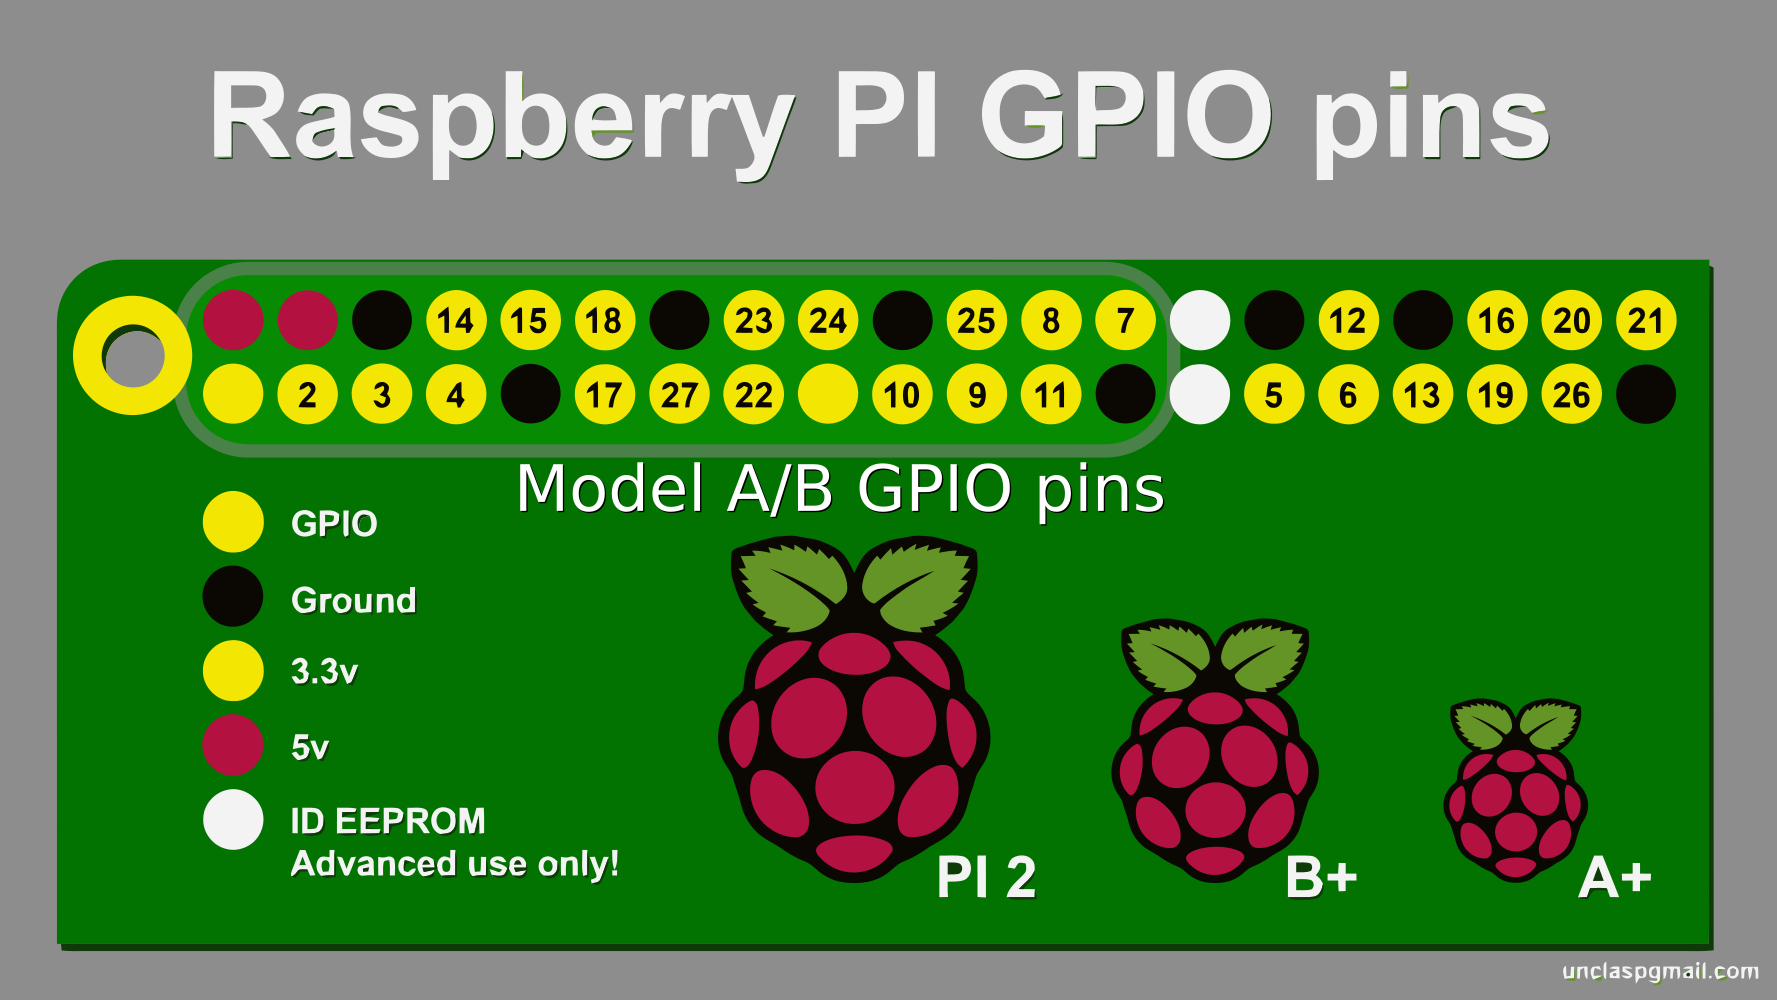 Raspberry PI GPIO pins
14 15 18 23 24 25 8 7 12 16 20 21
2 3 4 17 27 22 10 9 11 5 6 13 19 26
Model A/B GPIO pins
GPIO
Ground
3.3v
5v
ID EEPROM
Advanced use only!
PI 2
B+
A+
unclaspgmail.com